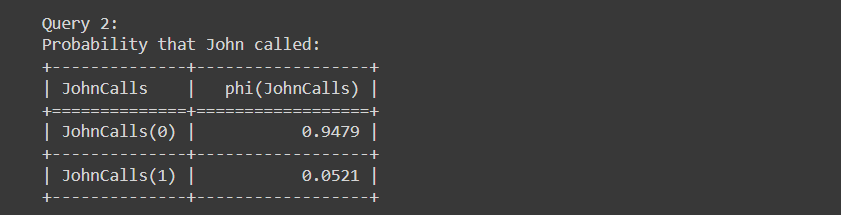 Query 2:
Probability that John called:
+--------------+------------------+
| JohnCalls    |   phi(JohnCalls) |
+==============+==================+
| JohnCalls(0) |           0.9479 |
+--------------+------------------+
| JohnCalls(1) |           0.0521 |
+--------------+------------------+